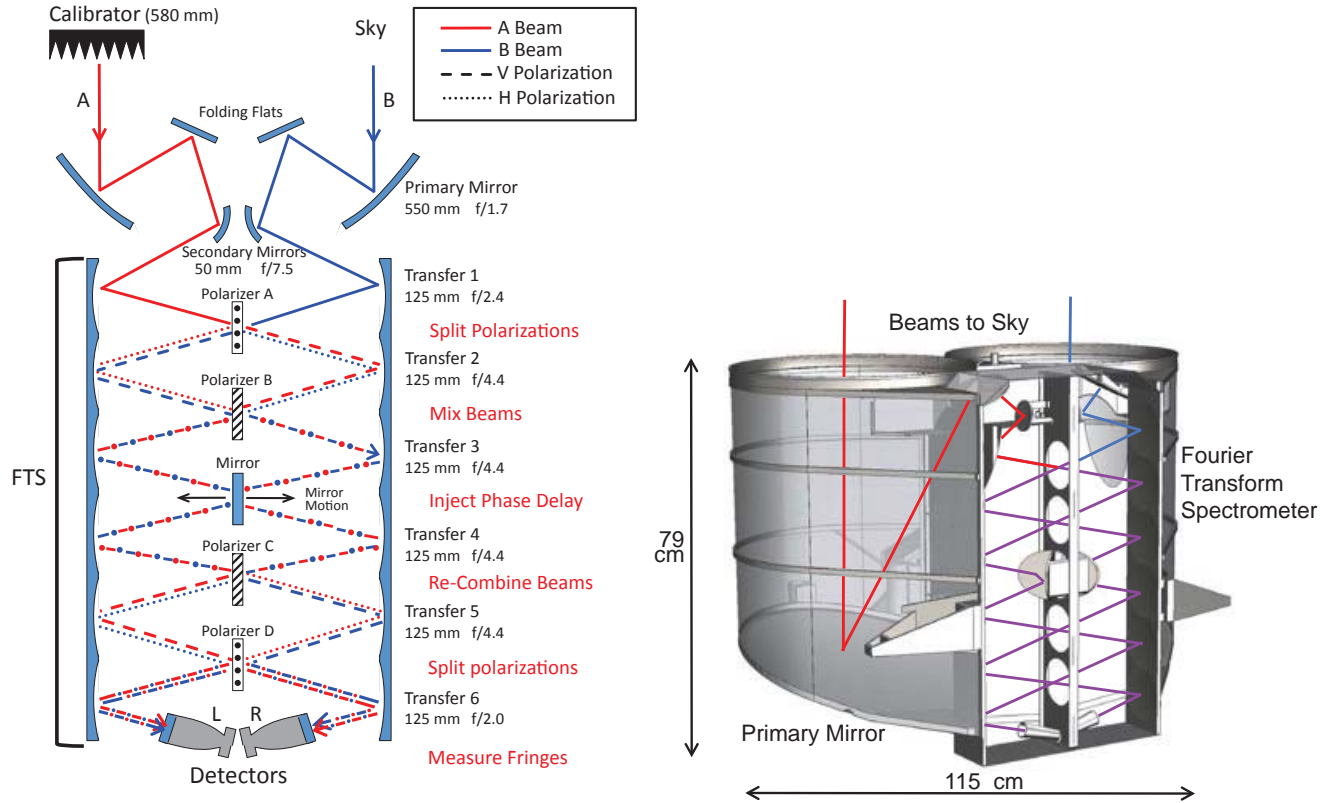 Calibrator (580 mm)
Sky
A Beam
B Beam
V Polarization
H Polarization
A
B
Folding Flats
Primary Mirror
550 mm f/1.7
Secondary Mirrors
50 mm f/7.5
Transfer 1
125 mm f/2.4
Polarizer A
Split Polarizations
Transfer 2
125 mm f/4.4
Polarizer B
Mix Beams
Transfer 3
125 mm f/4.4
FTS
Mirror
Mirror
Motion
Inject Phase Delay
Transfer 4
125 mm f/4.4
Polarizer C
Re-Combine Beams
Transfer 5
125 mm f/4.4
Polarizer D
Split polarizations
Transfer 6
125 mm f/2.0
L
R
Measure Fringes
Detectors
Beams to Sky
Fourier
Transform
Spectrometer
79
cm
Primary Mirror
115 cm